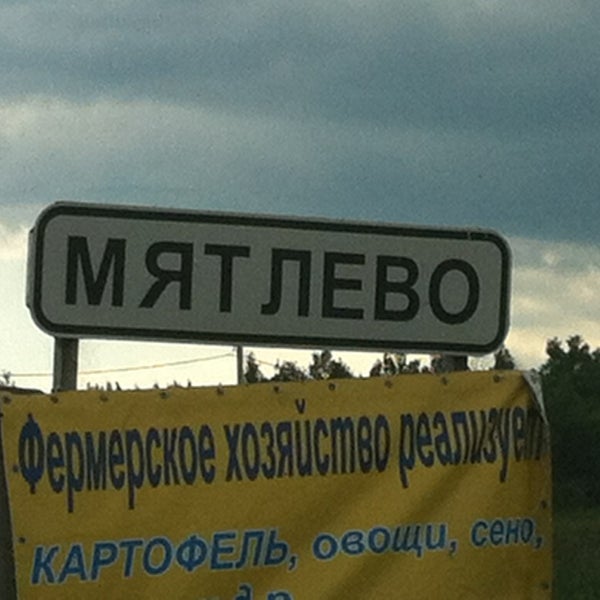 МЯТЛЕВО
Фермерское хозяйство реализует
КАРТОФЕЛЬ, овощи, сено,